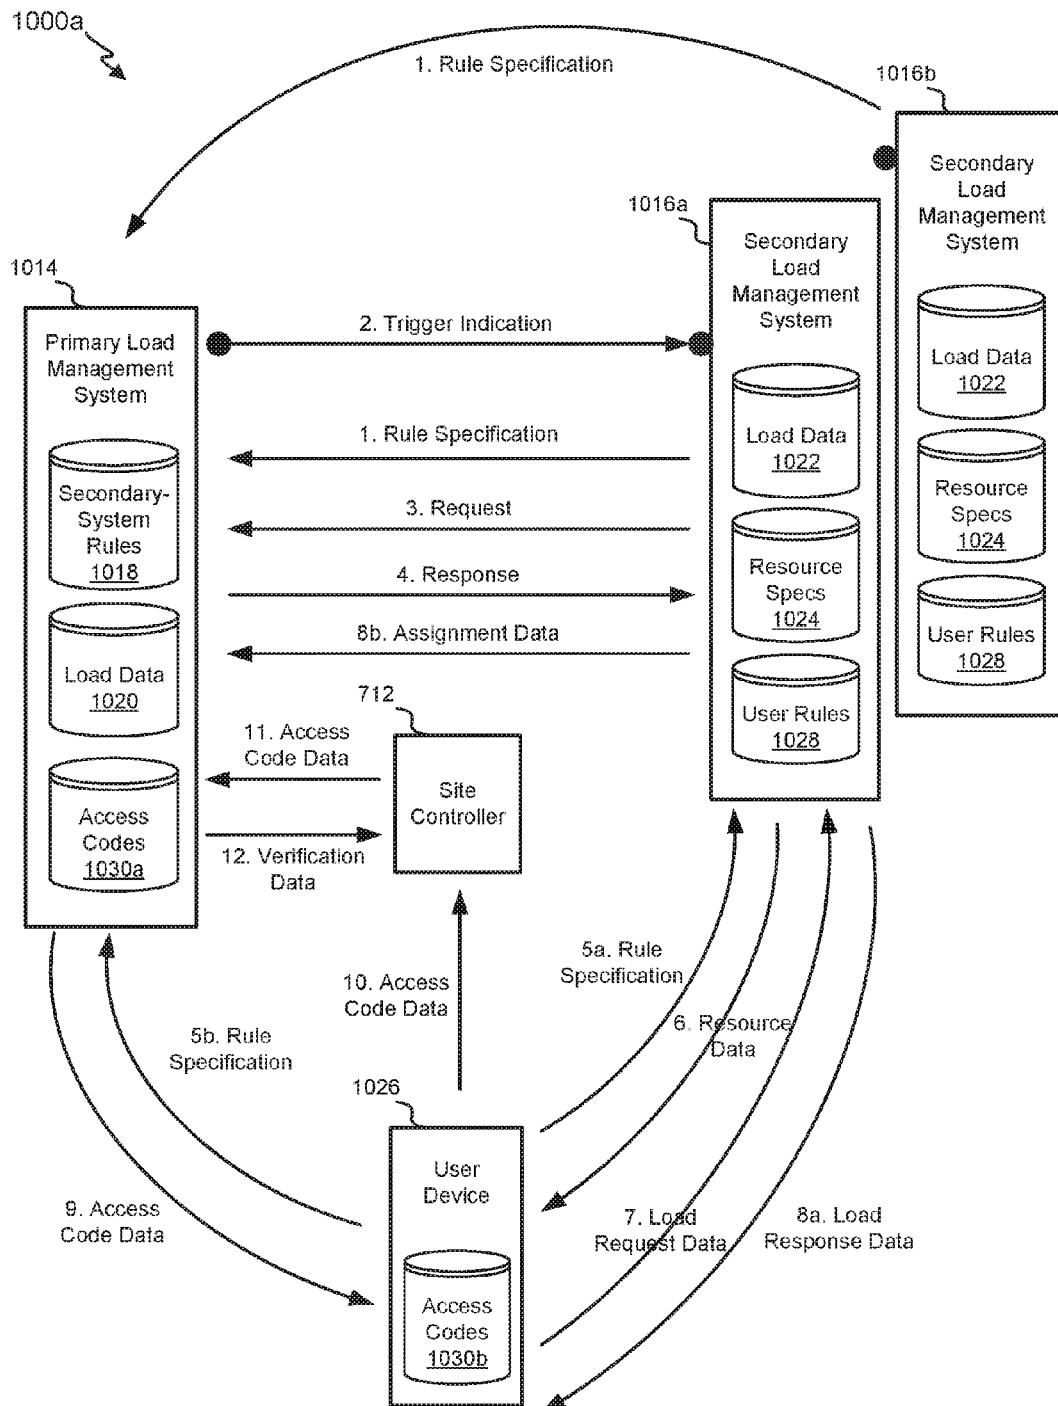 1000a
1. Rule Specification
1016b
Secondary
Load
Management
System
Load Data
1022
Resource
Specs
1024
User Rules
1028
1016a
Secondary
Load
Management
System
Load Data
1022
Resource
Specs
1024
User Rules
1028
1014
Primary Load
Management
System
Secondary-
System
Rules
1018
Load Data
1020
Access
Codes
1030a
2. Trigger Indication
1. Rule Specification
3. Request
4. Response
8b. Assignment Data
712
Site
Controller
11. Access
Code Data
12. Verification
Data
10. Access
Code Data
5a. Rule
Specification
6. Resource
Data
5b. Rule
Specification
1026
User
Device
Access
Codes
1030b
9. Access
Code Data
7. Load
Request Data
8a. Load
Response Data